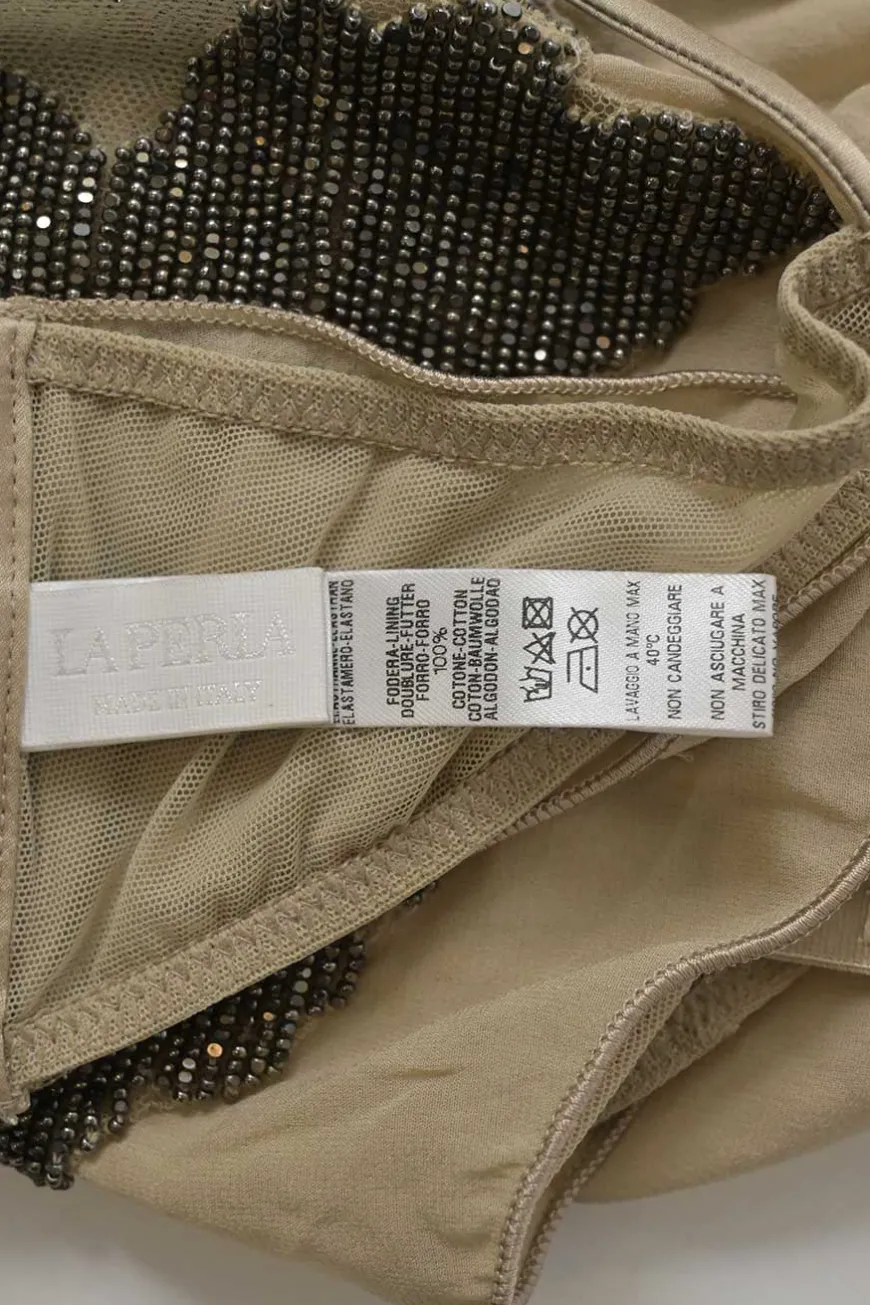 LA PERLA
MADE IN ITALY
ELASTAMERO-ELASTANO
FODERA-LINING
DOUBLURE-FUTTER
FORRO-FORRO
100%
COTONE-COTTON
COTON-BAUMWOLLE
ALGODON-ALGODAO
LAVAGGIO A MANO MAX
40°C
NON CANDEGGIARE
NON ASCIUGARE A
MACCHINA
STIRO DELICATO MAX